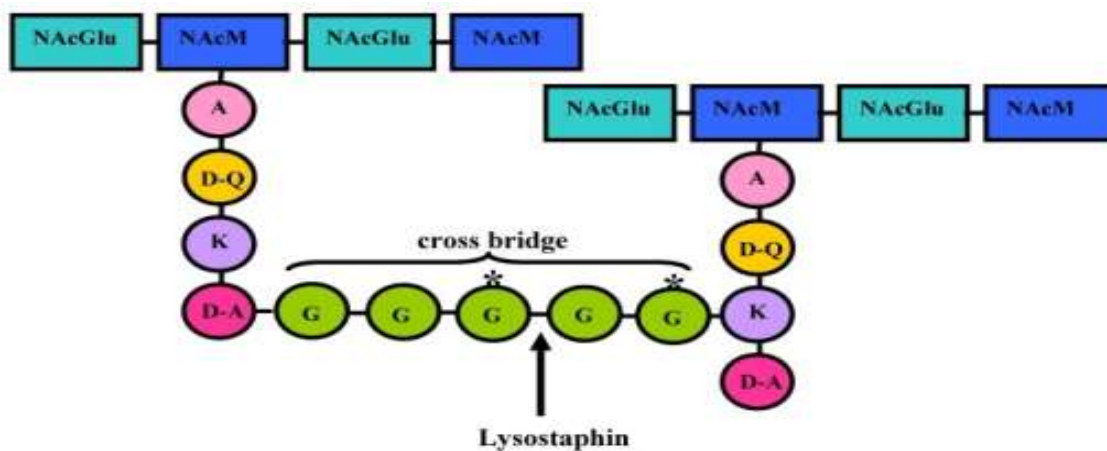 NAcGlu NAcM NAcGlu NAcM
NAcGlu NAcM NAcGlu NAcM
A
A
D-Q
D-Q
K
cross bridge
* *
D-A G G G G G K
D-A
Lysostaphin